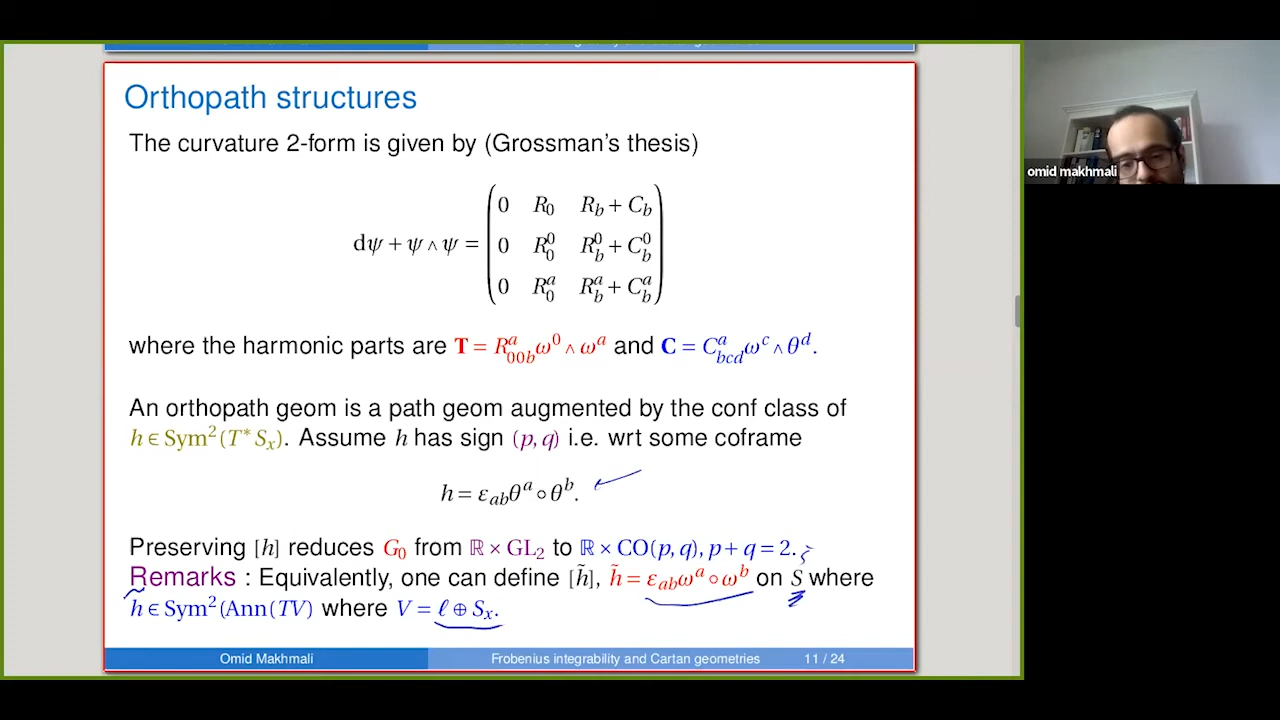 Orthopath structures
The curvature 2-form is given by (Grossman's thesis)
dψ + ψ ∧ ψ = ( 0 R_0 R_b + C_b
0 R^0_0 R^0_b + C^0_b
0 R^a_0 R^a_b + C^a_b )
where the harmonic parts are T = R^a_{00b} ω^0 ∧ ω^a and C = C^a_{bcd} ω^c ∧ θ^d.
An orthopath geom is a path geom augmented by the conf class of
h ∈ Sym^2(T^*S_x). Assume h has sign (p, q) i.e. wrt some coframe
h = ε_{ab}θ^a ∘ θ^b.
Preserving [h] reduces G_0 from ℝ × GL_2 to ℝ × CO(p, q), p + q = 2.
Remarks : Equivalently, one can define [h̃], h̃ = ε_{ab}ω^a ∘ ω^b on S where
h ∈ Sym^2(Ann(TV) where V = ℓ ⊕ S_x.
Omid Makhmali Frobenius integrability and Cartan geometries 11 / 24
omid makhmali